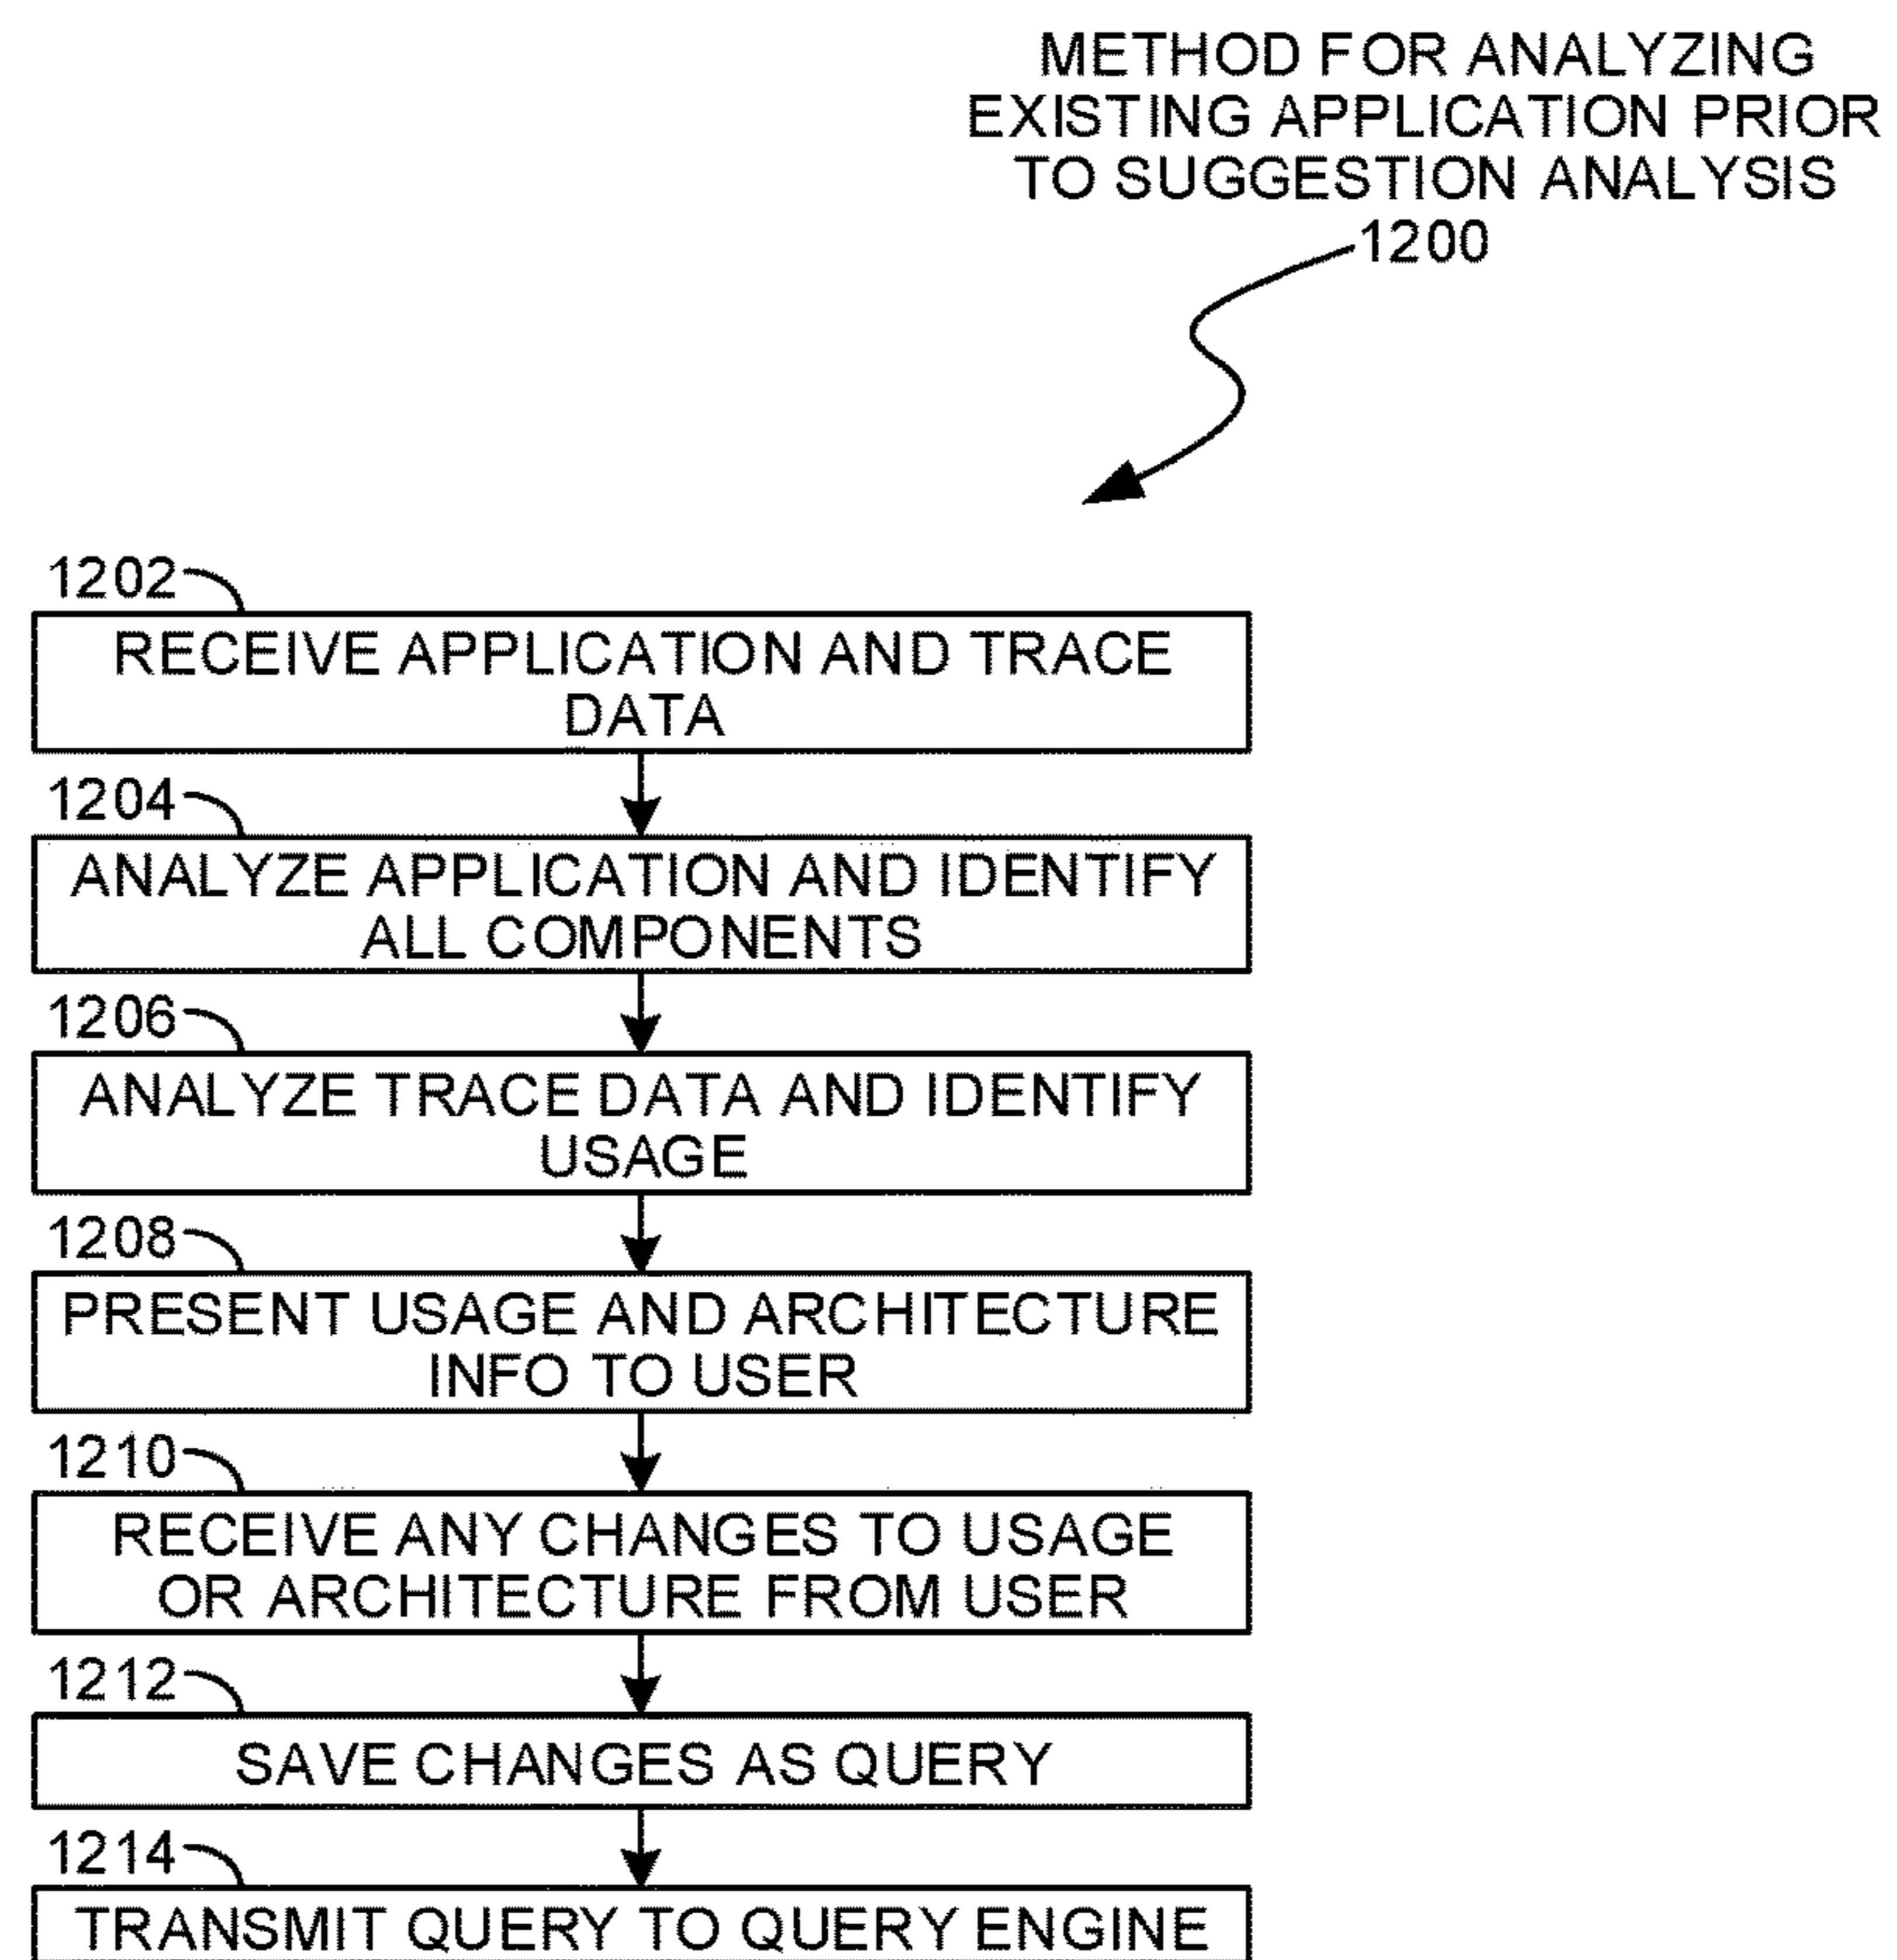 METHOD FOR ANALYZING
EXISTING APPLICATION PRIOR
TO SUGGESTION ANALYSIS
1200
1202
RECEIVE APPLICATION AND TRACE
DATA
1204
ANALYZE APPLICATION AND IDENTIFY
ALL COMPONENTS
1206
ANALYZE TRACE DATA AND IDENTIFY
USAGE
1208
PRESENT USAGE AND ARCHITECTURE
INFO TO USER
1210
RECEIVE ANY CHANGES TO USAGE
OR ARCHITECTURE FROM USER
1212
SAVE CHANGES AS QUERY
1214
TRANSMIT QUERY TO QUERY ENGINE